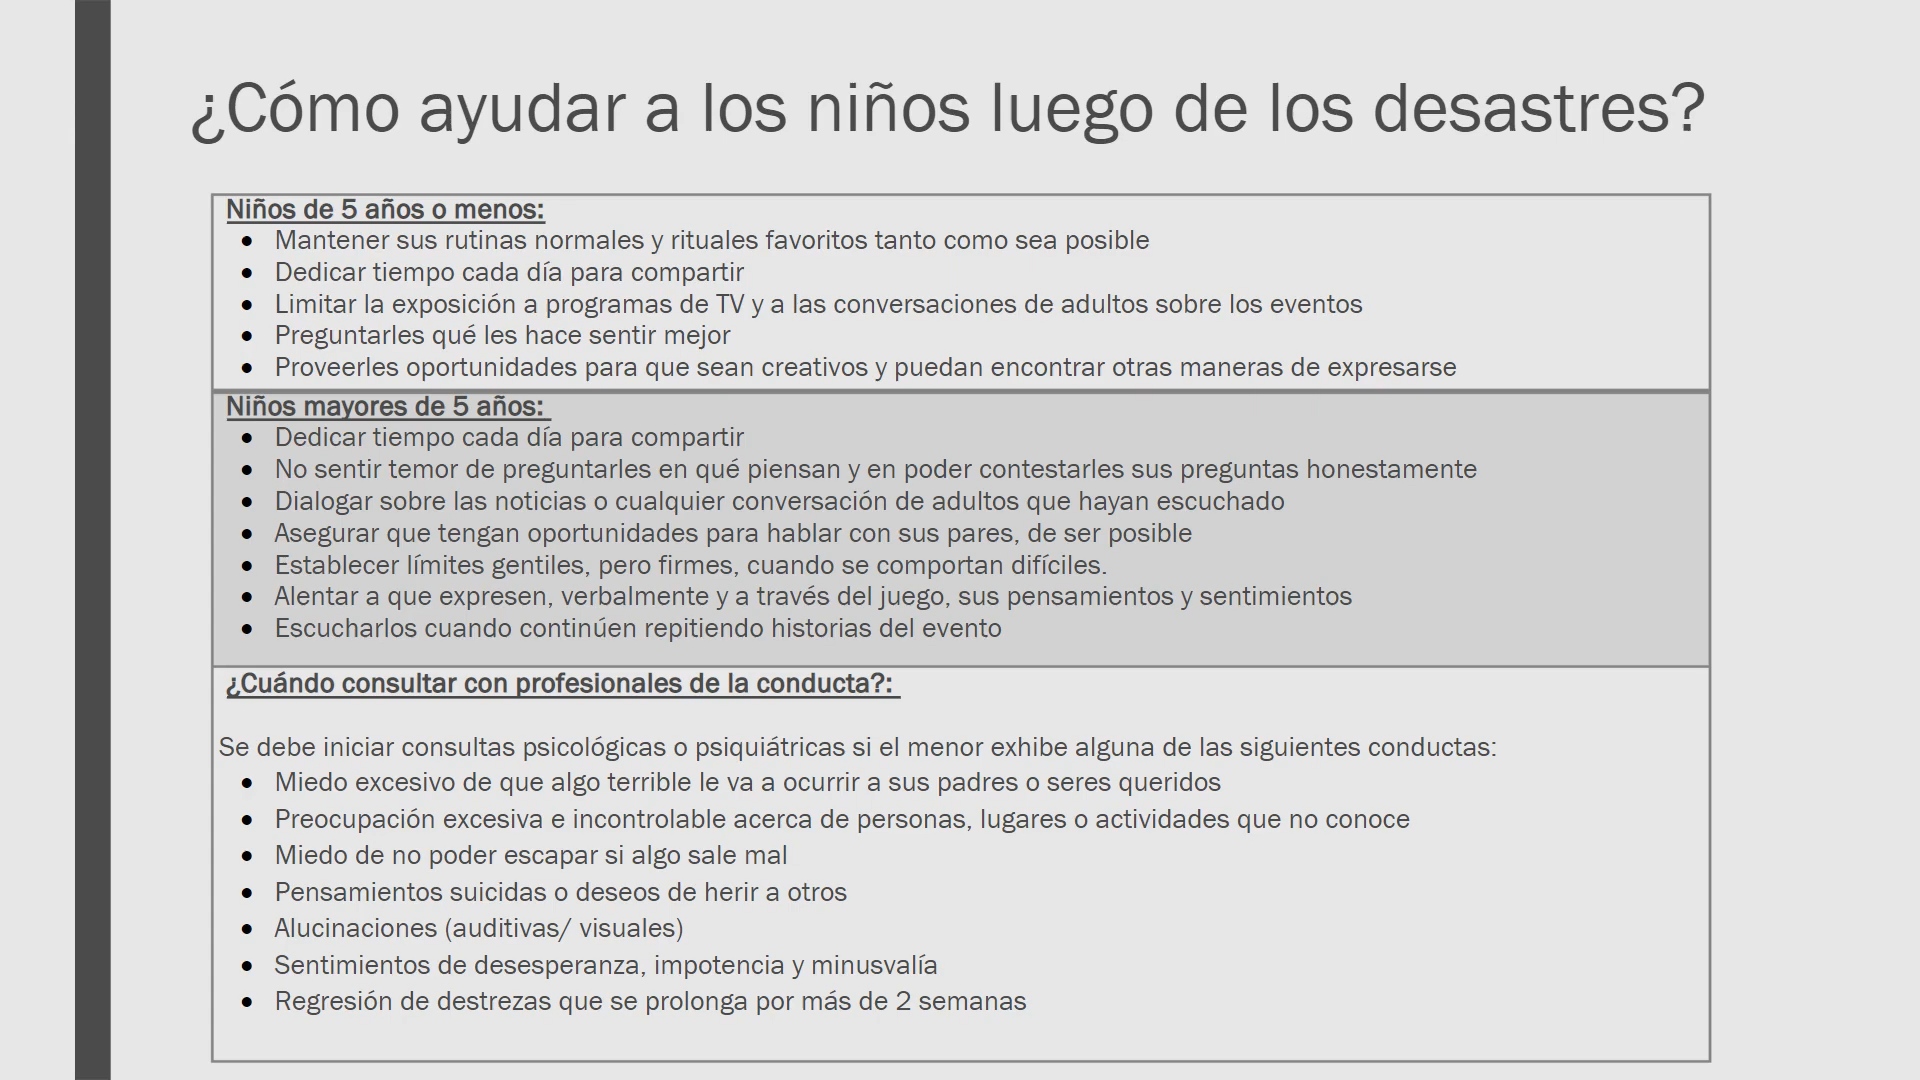 ¿Cómo ayudar a los niños luego de los desastres?
Niños de 5 años o menos:
• Mantener sus rutinas normales y rituales favoritos tanto como sea posible
• Dedicar tiempo cada día para compartir
• Limitar la exposición a programas de TV y a las conversaciones de adultos sobre los eventos
• Preguntarles qué les hace sentir mejor
• Proveerles oportunidades para que sean creativos y puedan encontrar otras maneras de expresarse
Niños mayores de 5 años:
• Dedicar tiempo cada día para compartir
• No sentir temor de preguntarles en qué piensan y en poder contestarles sus preguntas honestamente
• Dialogar sobre las noticias o cualquier conversación de adultos que hayan escuchado
• Asegurar que tengan oportunidades para hablar con sus pares, de ser posible
• Establecer límites gentiles, pero firmes, cuando se comportan difíciles.
• Alentar a que expresen, verbalmente y a través del juego, sus pensamientos y sentimientos
• Escucharlos cuando continúen repitiendo historias del evento
¿Cuándo consultar con profesionales de la conducta?:
Se debe iniciar consultas psicológicas o psiquiátricas si el menor exhibe alguna de las siguientes conductas:
• Miedo excesivo de que algo terrible le va a ocurrir a sus padres o seres queridos
• Preocupación excesiva e incontrolable acerca de personas, lugares o actividades que no conoce
• Miedo de no poder escapar si algo sale mal
• Pensamientos suicidas o deseos de herir a otros
• Alucinaciones (auditivas/ visuales)
• Sentimientos de desesperanza, impotencia y minusvalía
• Regresión de destrezas que se prolonga por más de 2 semanas